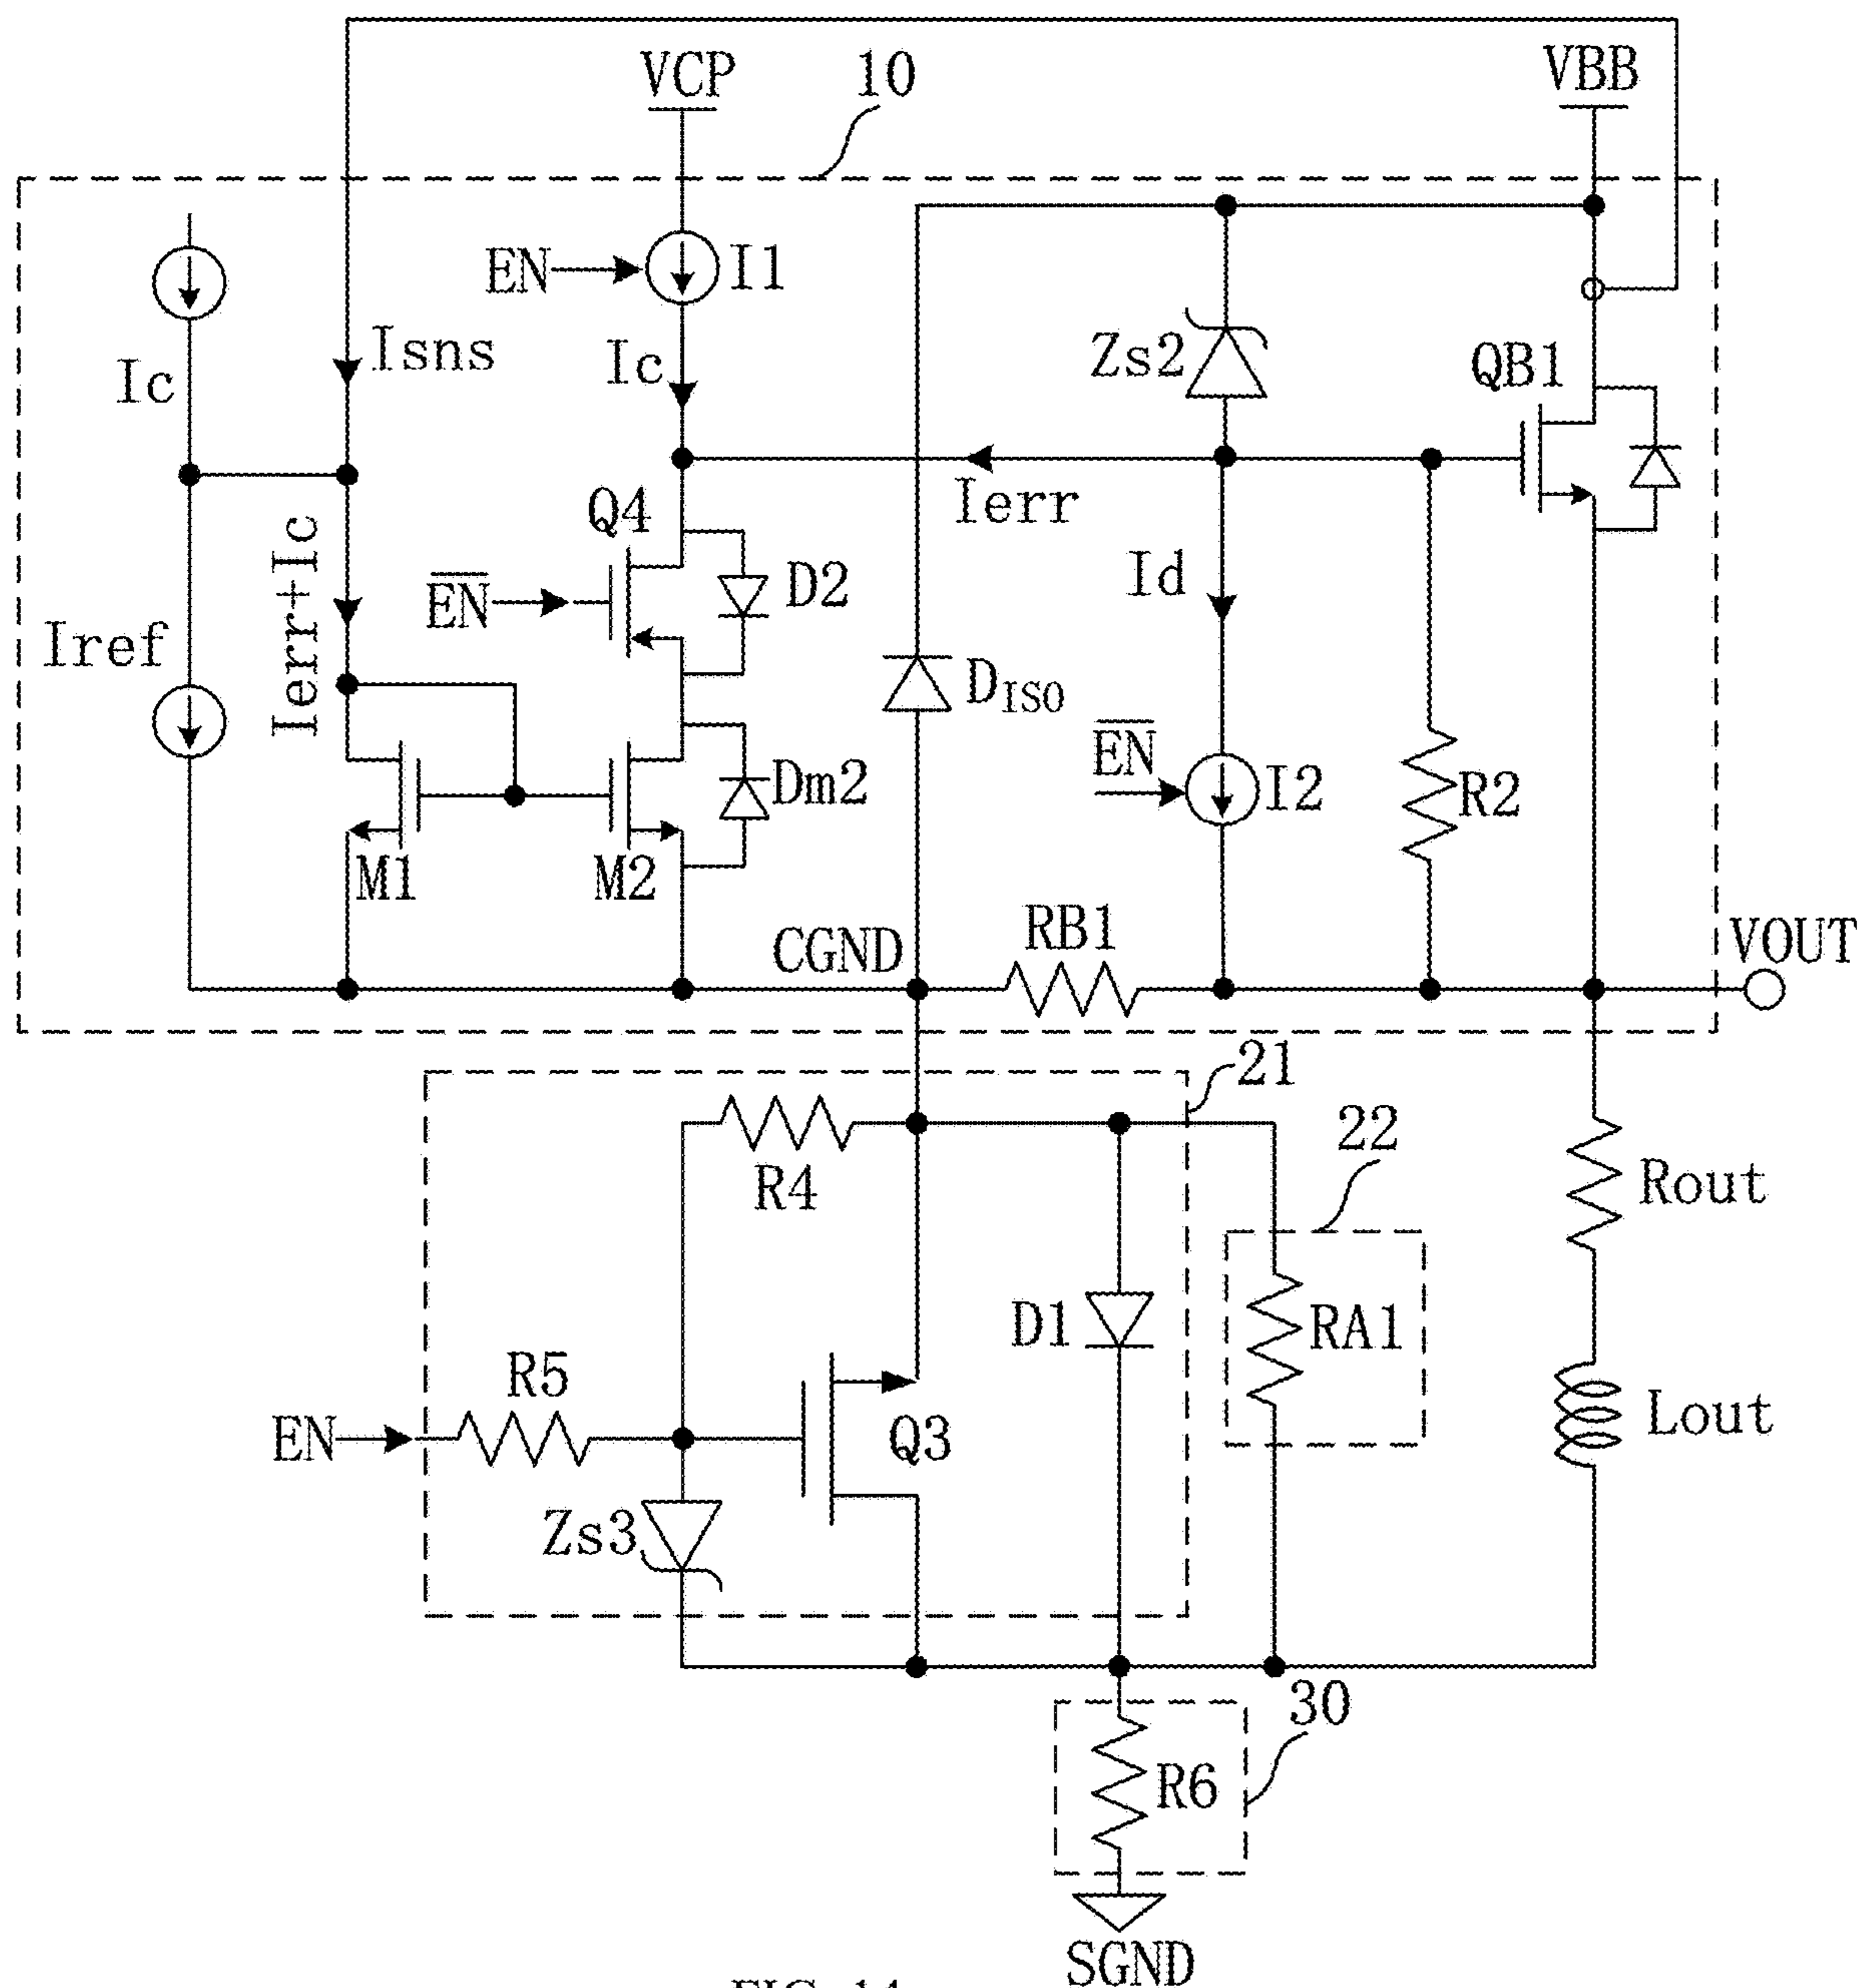 VCP
10
VBB
EN
I1
Isns
Ic
Ic
Zs2
QB1
Ierr
Q4
Id
EN
D2
Ierr+Ic
Iref
DISO
EN
I2
R2
Dm2
M1
M2
CGND
RB1
VOUT
21
22
R4
Rout
D1
RA1
R5
EN
Q3
Lout
Zs3
30
R6
SGND
FIG. 14